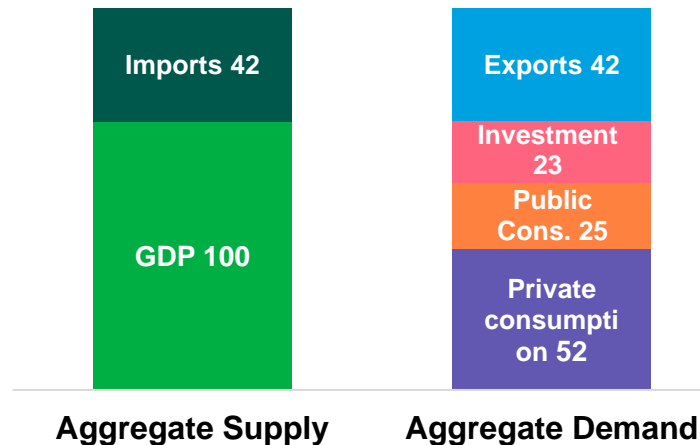 Imports 42
GDP 100
Exports 42
Investment
23
Public
Cons. 25
Private
consumpti
on 52
Aggregate Supply
Aggregate Demand